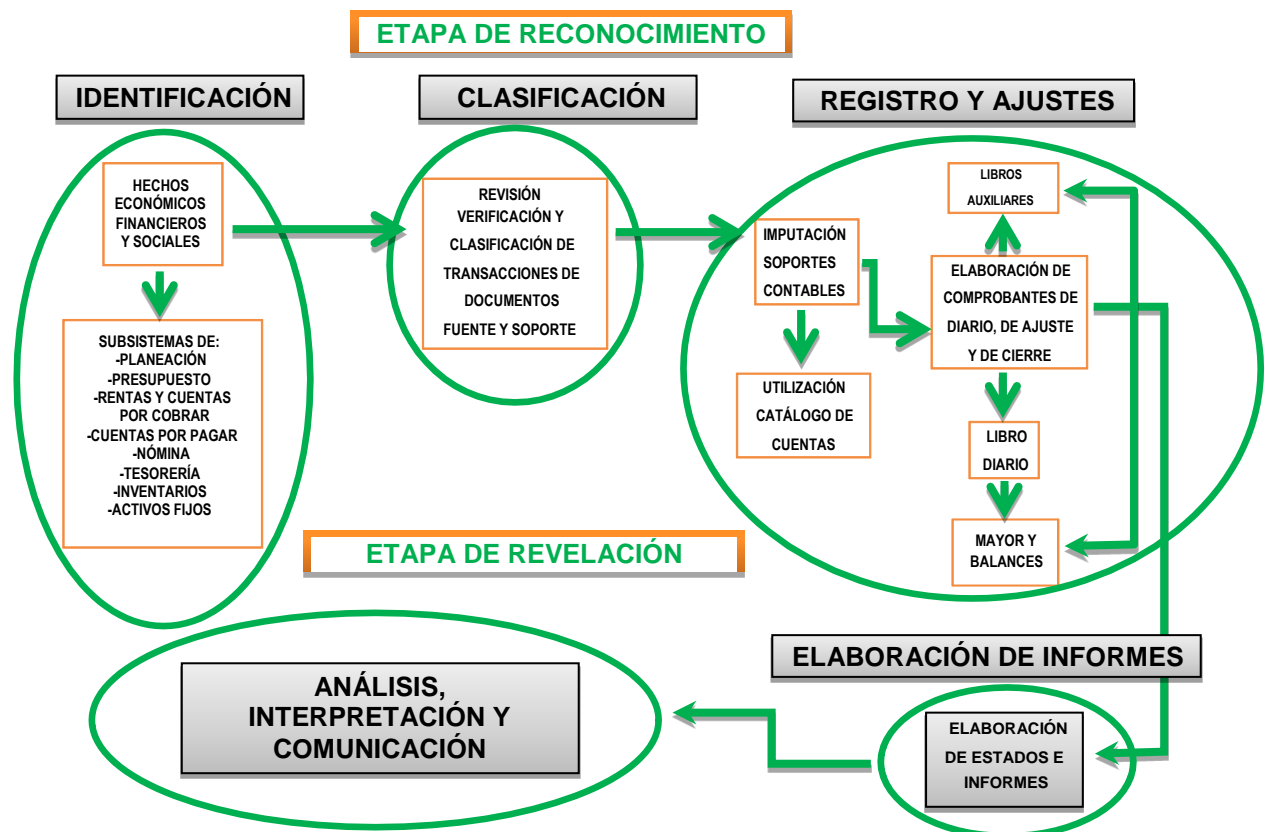 ETAPA DE RECONOCIMIENTO
IDENTIFICACIÓN
CLASIFICACIÓN
REGISTRO Y AJUSTES
HECHOS
ECONÓMICOS
FINANCIEROS
Y SOCIALES
SUBSISTEMAS DE:
-PLANEACIÓN
-PRESUPUESTO
-RENTAS Y CUENTAS
POR COBRAR
-CUENTAS POR PAGAR
-NÓMINA
-TESORERÍA
-INVENTARIOS
-ACTIVOS FIJOS
REVISIÓN
VERIFICACIÓN Y
CLASIFICACIÓN DE
TRANSACCIONES DE
DOCUMENTOS
FUENTE Y SOPORTE
IMPUTACIÓN
SOPORTES
CONTABLES
UTILIZACIÓN
CATÁLOGO DE
CUENTAS
LIBROS
AUXILIARES
ELABORACIÓN DE
COMPROBANTES DE
DIARIO, DE AJUSTE
Y DE CIERRE
LIBRO
DIARIO
MAYOR Y
BALANCES
ETAPA DE REVELACIÓN
ELABORACIÓN DE INFORMES
ELABORACIÓN
DE ESTADOS E
INFORMES
ANÁLISIS,
INTERPRETACIÓN Y
COMUNICACIÓN